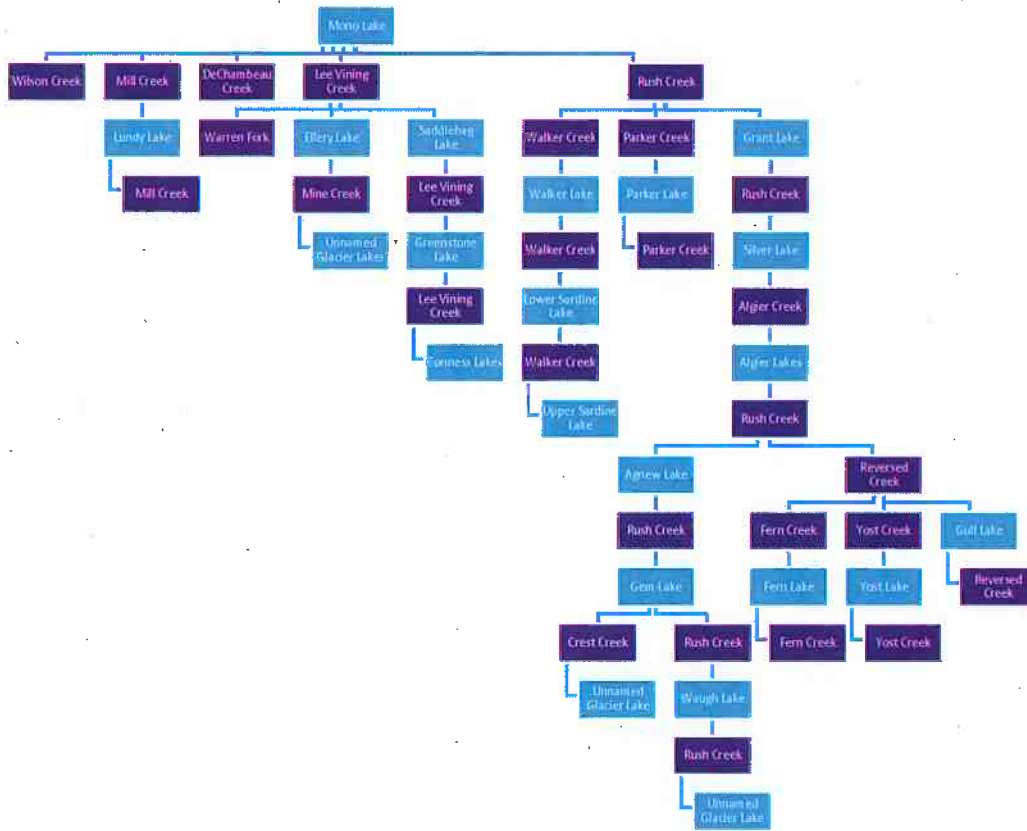 Mono Lake
Wilson Creek
Mill Creek
DeChambeau
Creek
Lee Vining
Creek
Rush Creek
Lundy Lake
Warren Fork
Ellery Lake
Saddlebag
Lake
Walker Creek
Parker Creek
Grant Lake
Mill Creek
Mine Creek
Lee Vining
Creek
Walker Lake
Parker Lake
Rush Creek
Unnamed
Glacier Lakes
Greenstone
Lake
Walker Creek
Parker Creek
Silver Lake
Lee Vining
Creek
Lower Sardine
Lake
Algier Creek
Conness Lakes
Walker Creek
Algier Lakes
Upper Sardine
Lake
Rush Creek
Agnew Lake
Reversed
Creek
Rush Creek
Fern Creek
Yost Creek
Gull Lake
Gem Lake
Fern Lake
Yost Lake
Reversed
Creek
Crest Creek
Rush Creek
Fern Creek
Yost Creek
Unnamed
Glacier Lake
Waugh Lake
Rush Creek
Unnamed
Glacier Lake